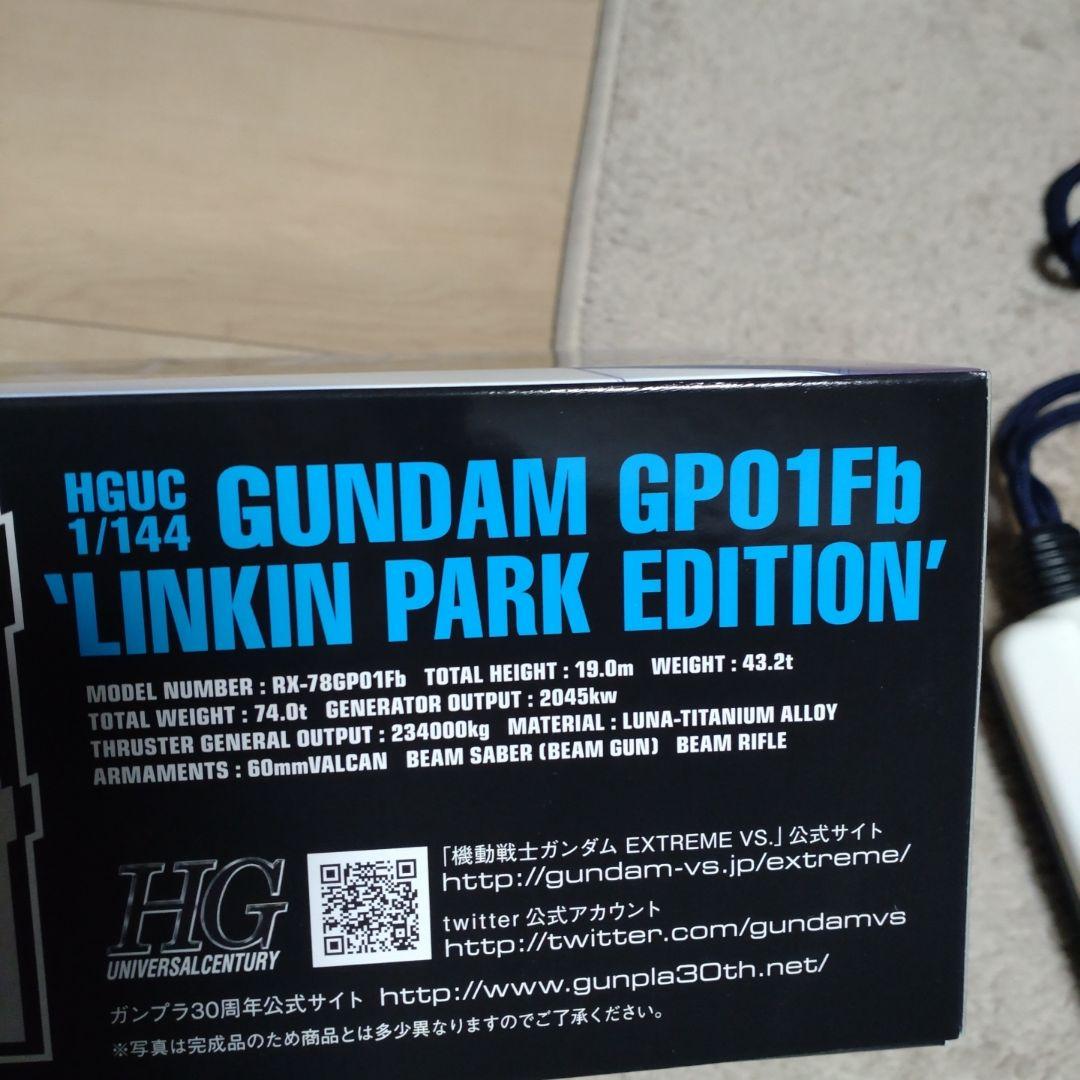 HGUC
1/144
GUNDAM GP01Fb
'LINKIN PARK EDITION'
MODEL NUMBER : RX-78GP01Fb TOTAL HEIGHT : 19.0m WEIGHT : 43.2t
TOTAL WEIGHT : 74.0t GENERATOR OUTPUT : 2045kw
THRUSTER GENERAL OUTPUT : 234000kg MATERIAL : LUNA-TITANIUM ALLOY
ARMAMENTS : 60mmVALCAN BEAM SABER (BEAM GUN) BEAM RIFLE
HG
UNIVERSAL CENTURY
「機動戦士ガンダム EXTREME VS.」公式サイト
http://gundam-vs.jp/extreme/
twitter 公式アカウント
http://twitter.com/gundamvs
ガンプラ30周年公式サイト http://www.gunpla30th.net/
※写真は完成品のため商品とは多少異なりますのでご了承ください。